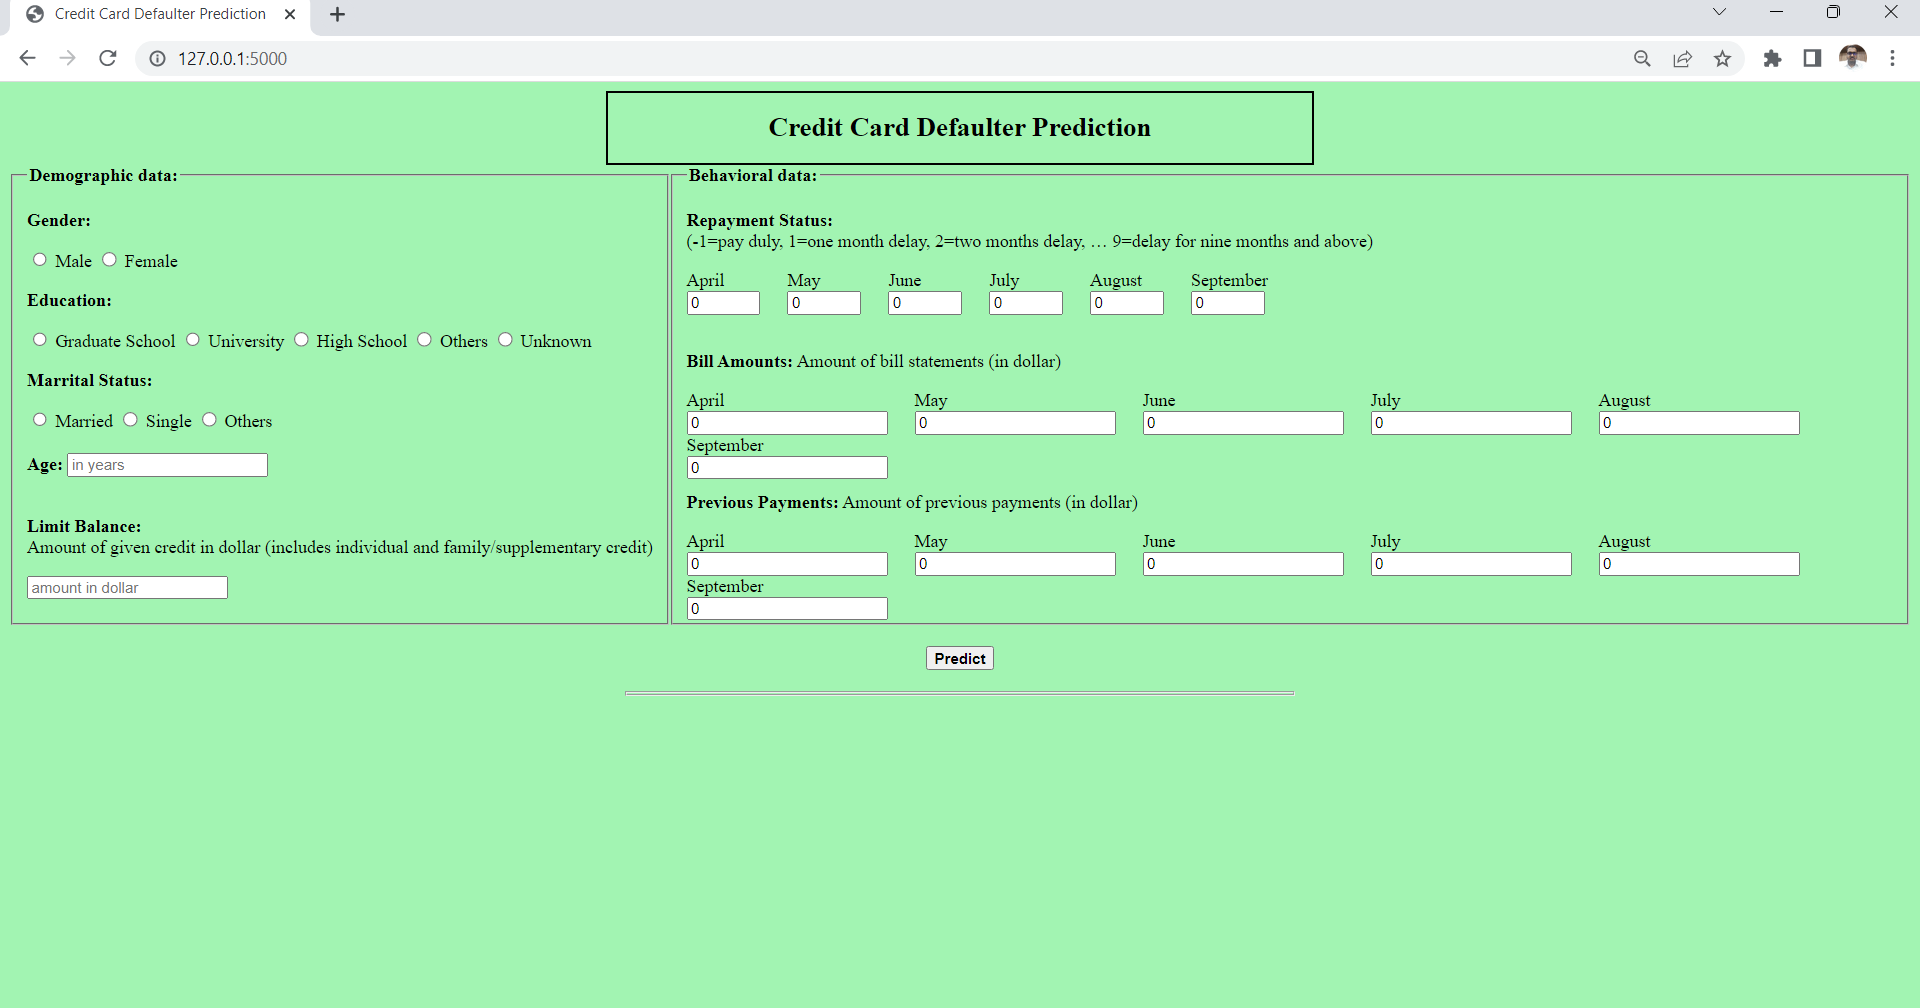 Credit Card Defaulter Prediction
127.0.0.1:5000
Credit Card Defaulter Prediction
Demographic data:
Gender:
Male Female
Education:
Graduate School University High School Others Unknown
Marrital Status:
Married Single Others
Age: in years
Limit Balance:
Amount of given credit in dollar (includes individual and family/supplementary credit)
amount in dollar
Behavioral data:
Repayment Status:
(-1=pay duly, 1=one month delay, 2=two months delay, … 9=delay for nine months and above)
April May June July August September
0 0 0 0 0 0
Bill Amounts: Amount of bill statements (in dollar)
April May June July August
0 0 0 0 0
September
0
Previous Payments: Amount of previous payments (in dollar)
April May June July August
0 0 0 0 0
September
0
Predict